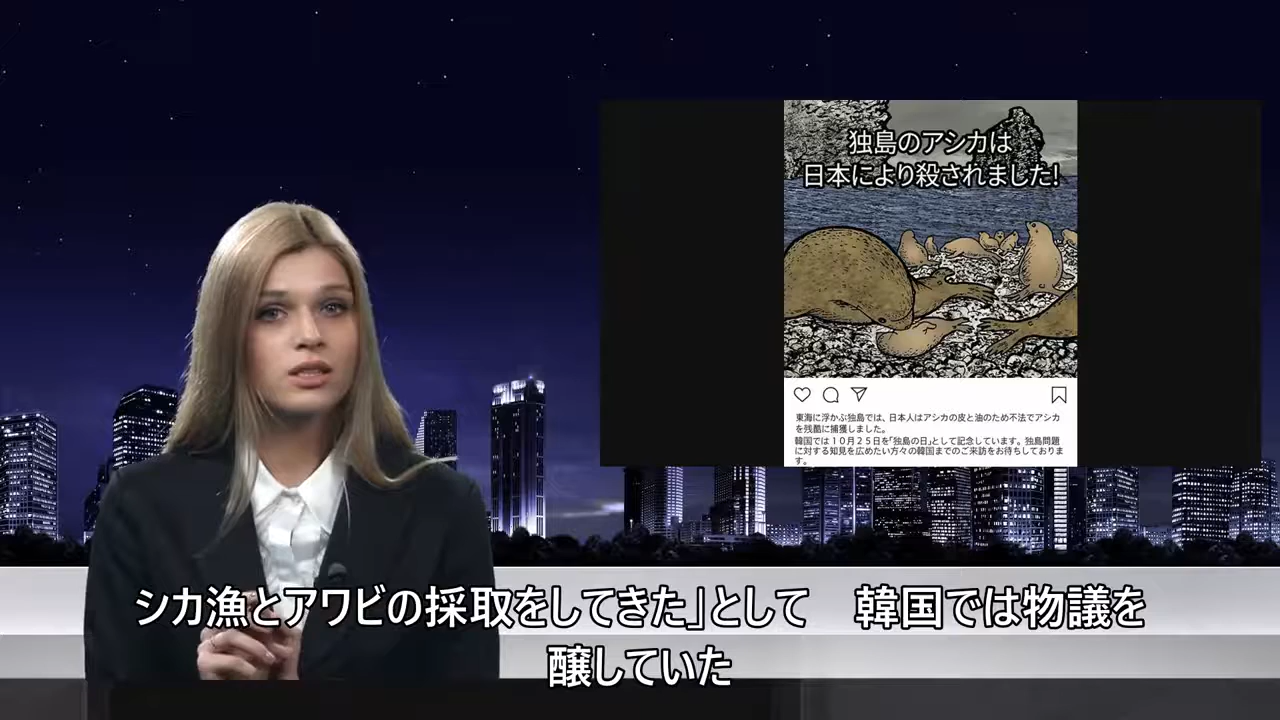 独島のアシカは
日本により殺されました!
東海に浮かぶ独島では、日本人はアシカの皮と油のため不法でアシカ
を残酷に捕獲しました。
韓国では１０月２５日を「独島の日」として記念しています。独島問題
に対する知見を広めたい方々の韓国までのご来訪をお待ちしておりま
す。
シカ漁とアワビの採取をしてきた」として　韓国では物議を
醸していた